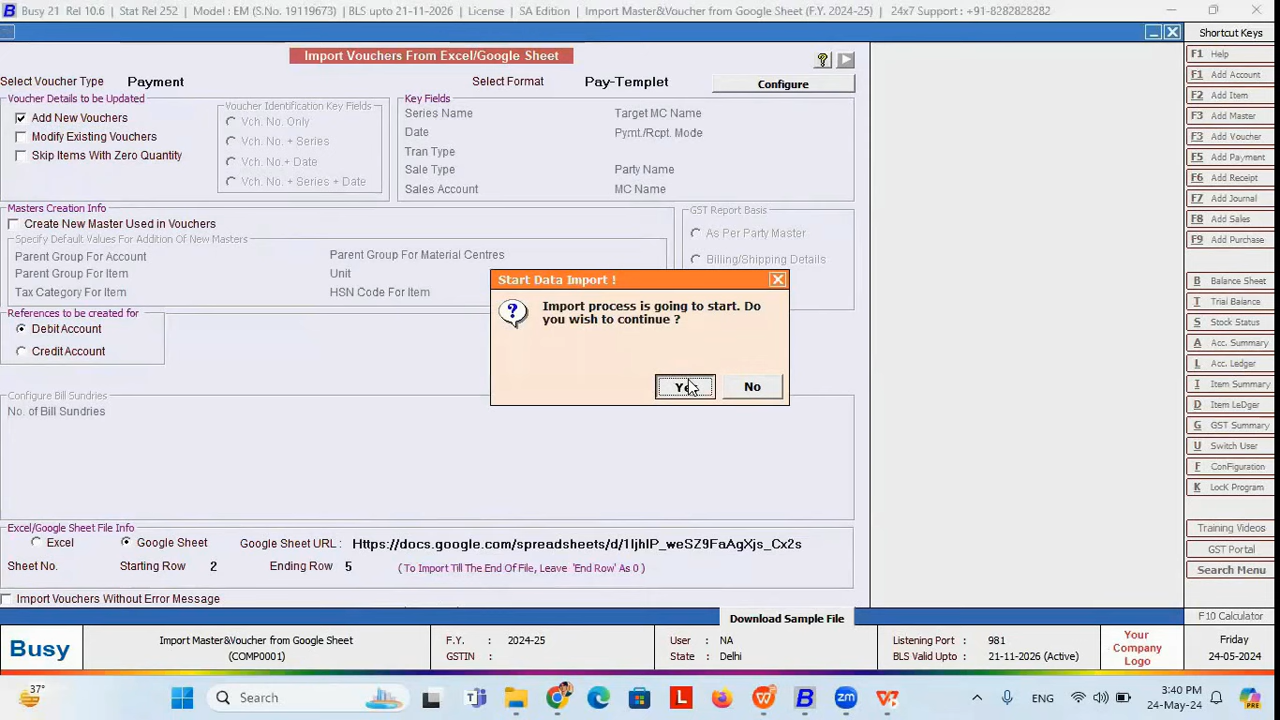 Busy 21 Rel 10.6 | Stat Rel 252 | Model : EM (S.No. 19119673) | BLS upto 21-11-2026 | License | SA Edition | Import Master&Voucher from Google Sheet (F.Y. 2024-25) | 24x7 Support : +91-8282828282
Shortcut Keys
Import Vouchers From Excel/Google Sheet
?
Select Voucher Type Payment Select Format Pay-Templet Configure
Voucher Details to be Updated
Add New Vouchers
Modify Existing Vouchers
Skip Items With Zero Quantity
Voucher Identification Key Fields
Vch. No. Only
Vch. No. + Series
Vch. No. + Date
Vch. No. + Series + Date
Key Fields
Series Name Target MC Name
Date Pymt./Rcpt. Mode
Tran Type
Sale Type Party Name
Sales Account MC Name
Masters Creation Info
Create New Master Used in Vouchers
Specify Default Values For Addition Of New Masters
Parent Group For Account Parent Group For Material Centres
Parent Group For Item Unit
Tax Category For Item HSN Code For Item
GST Report Basis
As Per Party Master
Billing/Shipping Details
References to be created for
Debit Account
Credit Account
Start Data Import !
Import process is going to start. Do
you wish to continue ?
No
Configure Bill Sundries
No. of Bill Sundries
Excel/Google Sheet File Info
Excel Google Sheet Google Sheet URL : Https://docs.google.com/spreadsheets/d/1IjhIP_weSZ9FaAgXjs_Cx2s
Sheet No. Starting Row 2 Ending Row 5 ( To Import Till The End Of File, Leave 'End Row' As 0 )
Import Vouchers Without Error Message
Download Sample File
F1 Help
F1 Add Account
F2 Add Item
F3 Add Master
F3 Add Voucher
F5 Add Payment
F6 Add Receipt
F7 Add Journal
F8 Add Sales
F9 Add Purchase
B Balance Sheet
T Trial Balance
S Stock Status
A Acc. Summary
L Acc. Ledger
I Item Summary
D Item LeDger
G GST Summary
U Switch User
F ConFiguration
K LocK Program
Training Videos
GST Portal
Search Menu
F10 Calculator
Busy
Import Master&Voucher from Google Sheet
(COMP0001)
F.Y. : 2024-25
GSTIN :
User : NA
State : Delhi
Listening Port : 981
BLS Valid Upto : 21-11-2026 (Active)
Your
Company
Logo
Friday
24-05-2024
37°
Search
ENG
3:40 PM
24-May-24